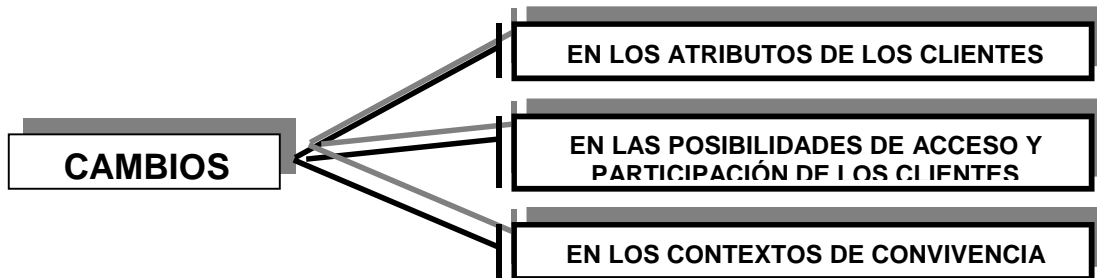 EN LOS ATRIBUTOS DE LOS CLIENTES
CAMBIOS
EN LAS POSIBILIDADES DE ACCESO Y
PARTICIPACIÓN DE LOS CLIENTES
EN LOS CONTEXTOS DE CONVIVENCIA